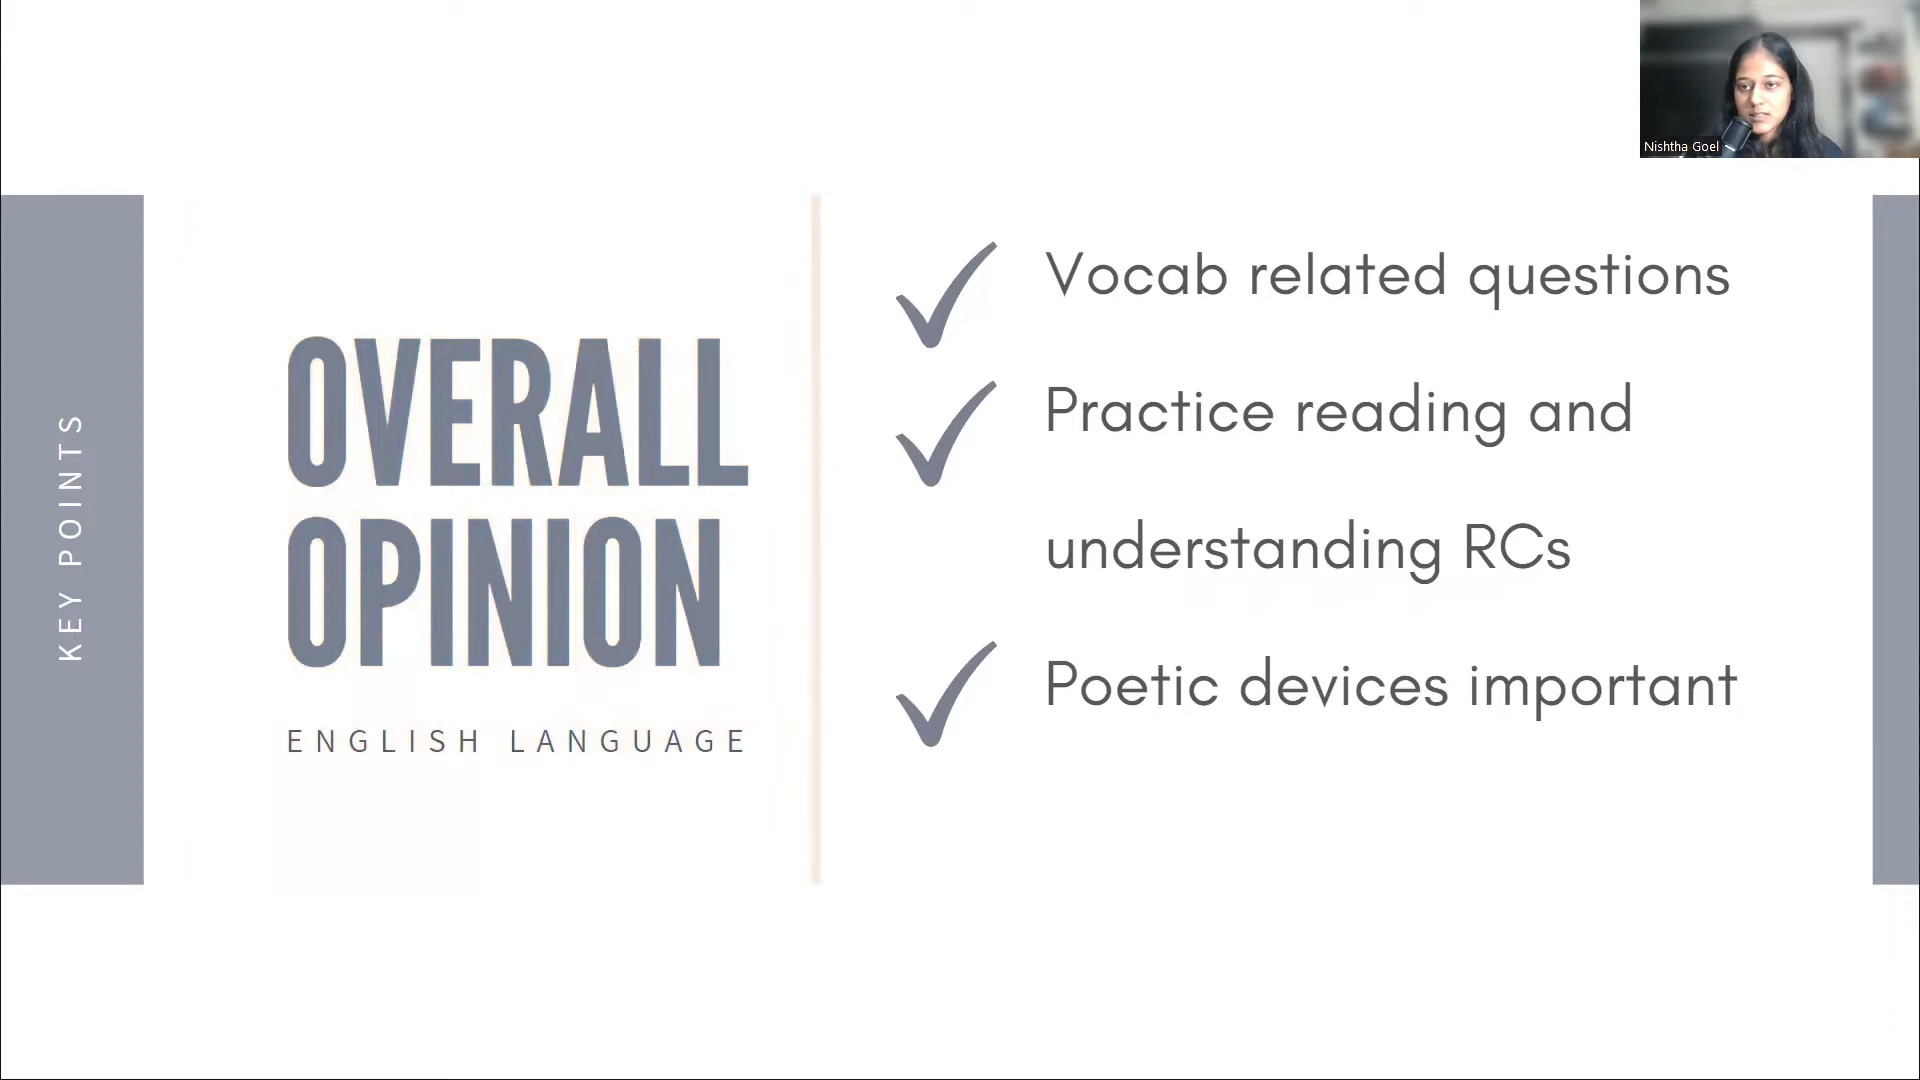 Nishtha Goel
KEY POINTS
OVERALL
OPINION
ENGLISH LANGUAGE
Vocab related questions
Practice reading and
understanding RCs
Poetic devices important